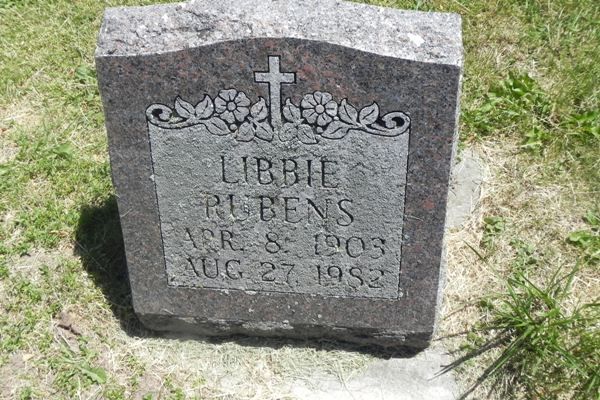 LIBBIE
RUBENS
APR. 8, 1903
AUG. 27, 1982